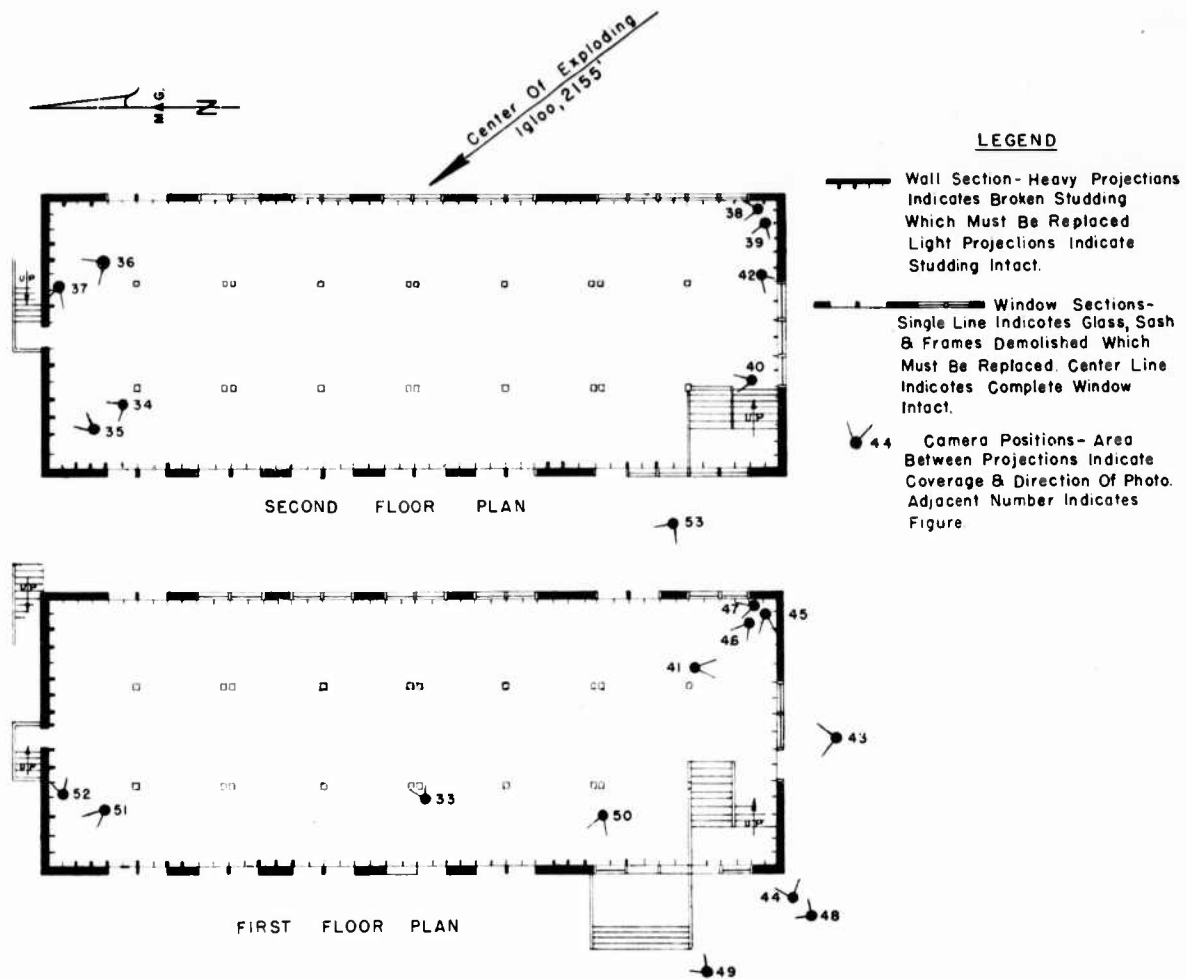 Center Of Exploding
Igloo, 2155'
M.G.
N
LEGEND
Wall Section- Heavy Projections
Indicates Broken Studding
Which Must Be Replaced
Light Projections Indicate
Studding Intact.
Window Sections-
Single Line Indicates Glass, Sash
& Frames Demolished Which
Must Be Replaced. Center Line
Indicates Complete Window
Intact.
44 Camera Positions- Area
Between Projections Indicate
Coverage & Direction Of Photo.
Adjacent Number Indicates
Figure
38
39
UP
36
37
42
40
34
35
UP
SECOND FLOOR PLAN
53
UP
47
45
46
41
43
UP
52
51
33
50
UP
44
48
FIRST FLOOR PLAN
49